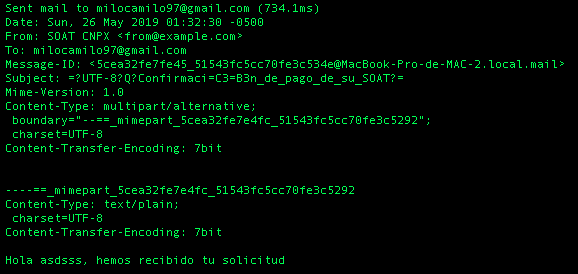 Sent mail to milocamilo97@gmail.com (734.1ms)
Date: Sun, 26 May 2019 01:32:30 -0500
From: SOAT CNPX <from@example.com>
To: milocamilo97@gmail.com
Message-ID: <5cea32fe7fe45_51543fc5cc70fe3c534e@MacBook-Pro-de-MAC-2.local.mail>
Subject: =?UTF-8?Q?Confirmaci=C3=B3n_de_pago_de_su_SOAT?=
Mime-Version: 1.0
Content-Type: multipart/alternative;
 boundary="--==_mimepart_5cea32fe7e4fc_51543fc5cc70fe3c5292";
 charset=UTF-8
Content-Transfer-Encoding: 7bit
----==_mimepart_5cea32fe7e4fc_51543fc5cc70fe3c5292
Content-Type: text/plain;
 charset=UTF-8
Content-Transfer-Encoding: 7bit
Hola asdsss, hemos recibido tu solicitud